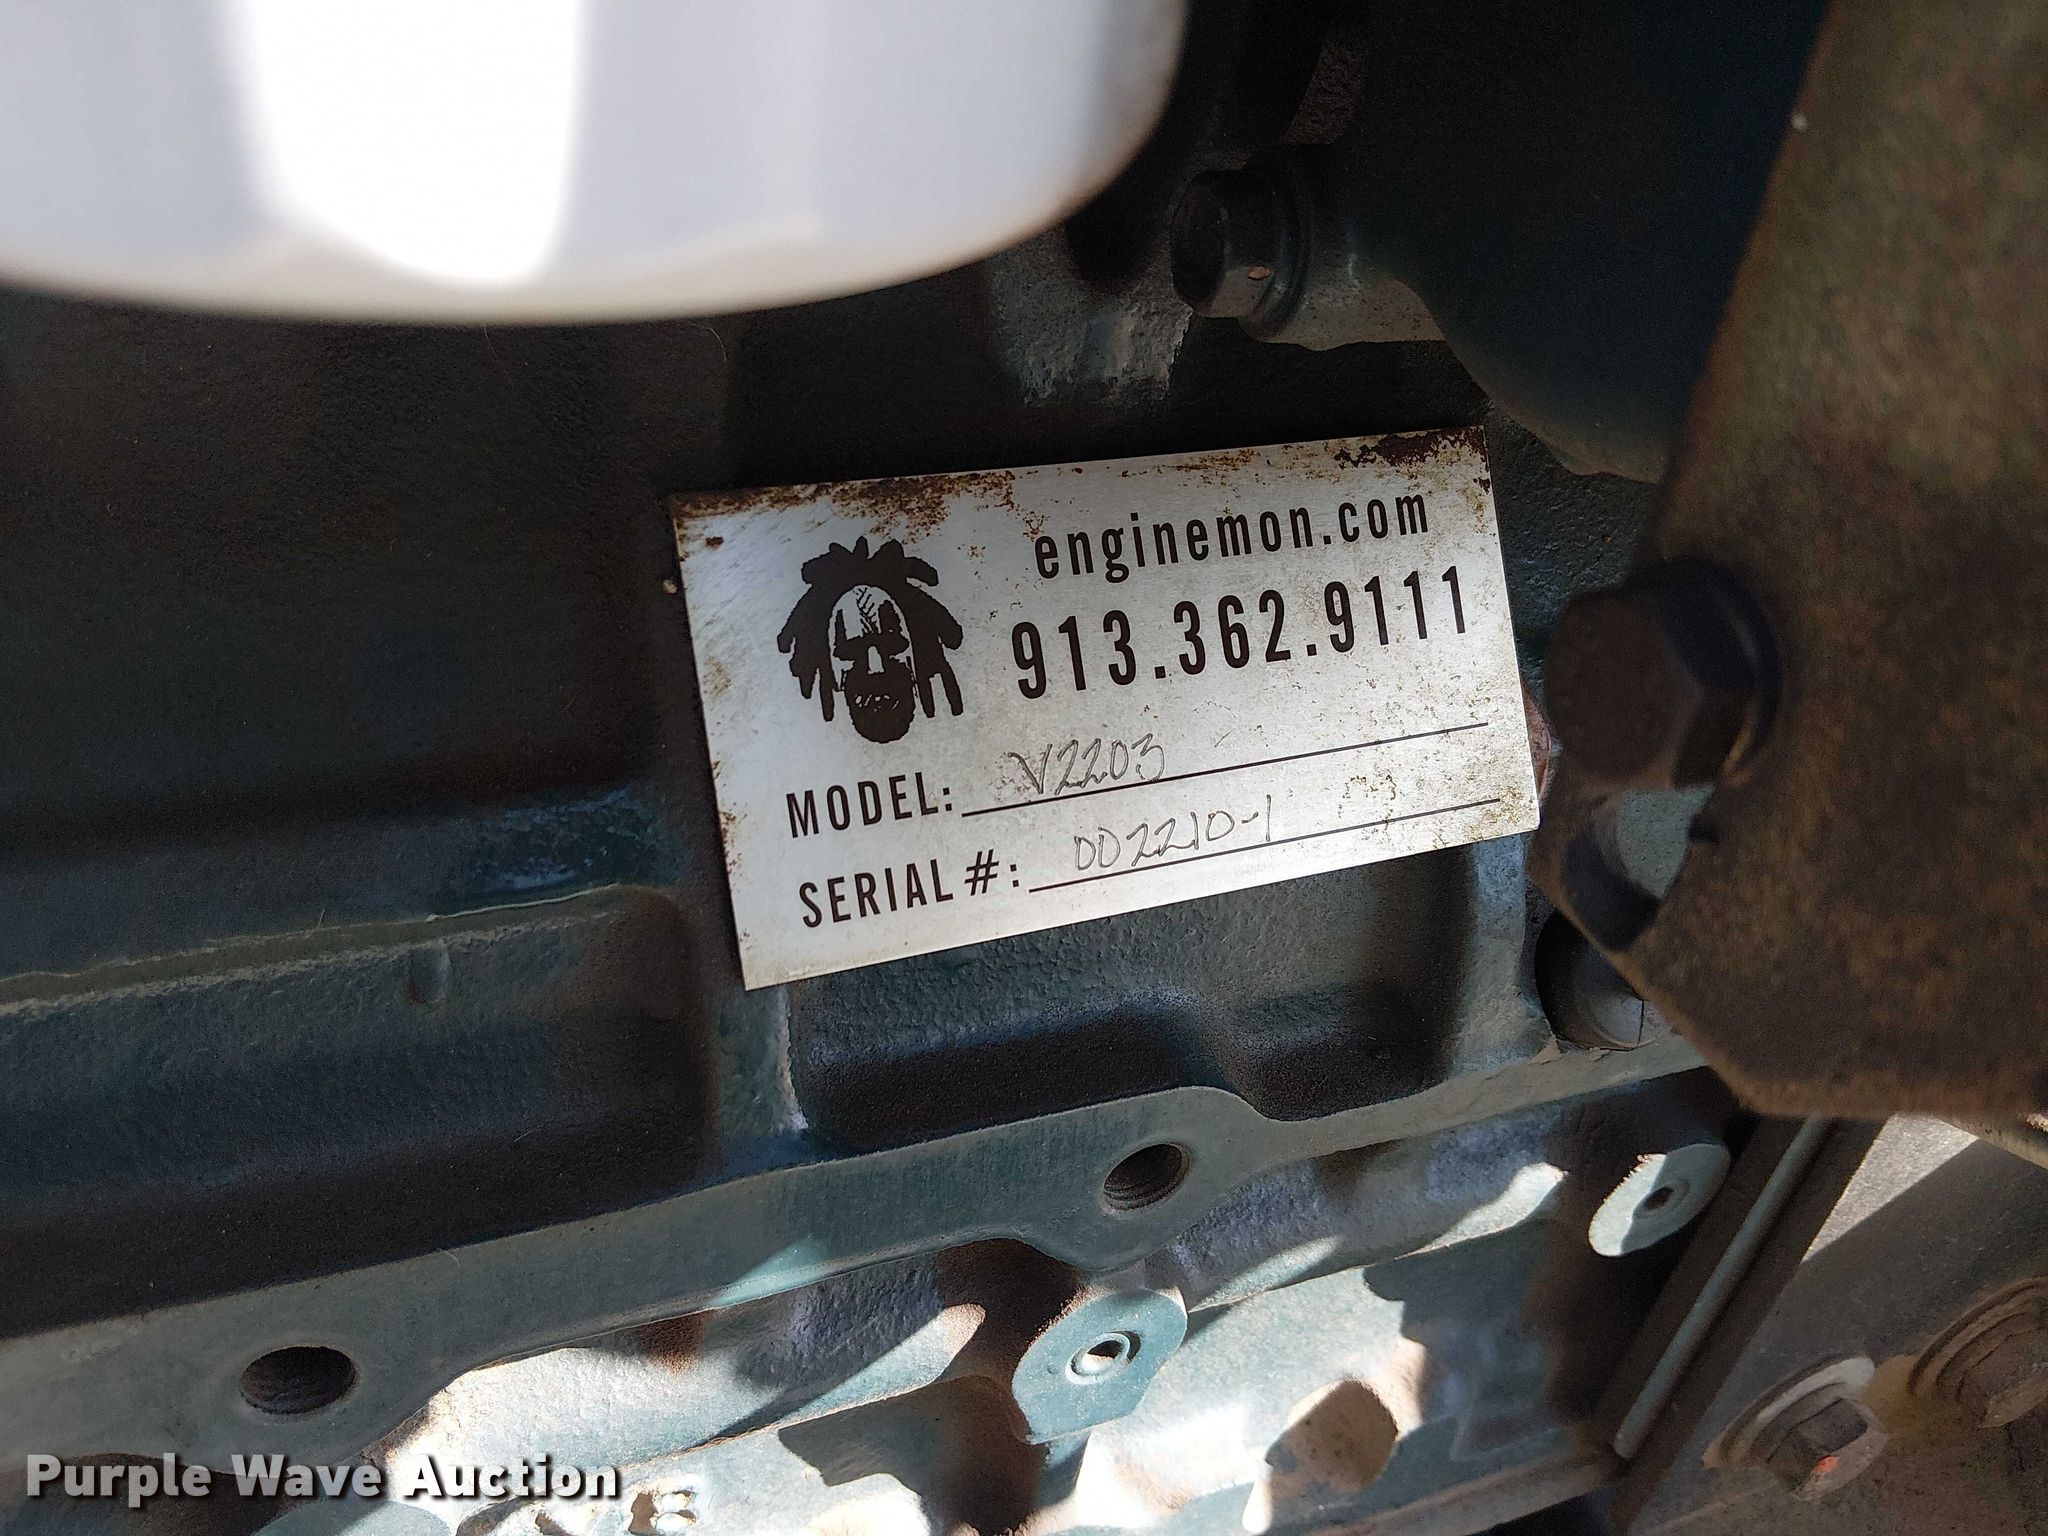 enginemon.com
913.362.9111
MODEL: V2203
SERIAL #: 002210-1
Purple Wave Auction